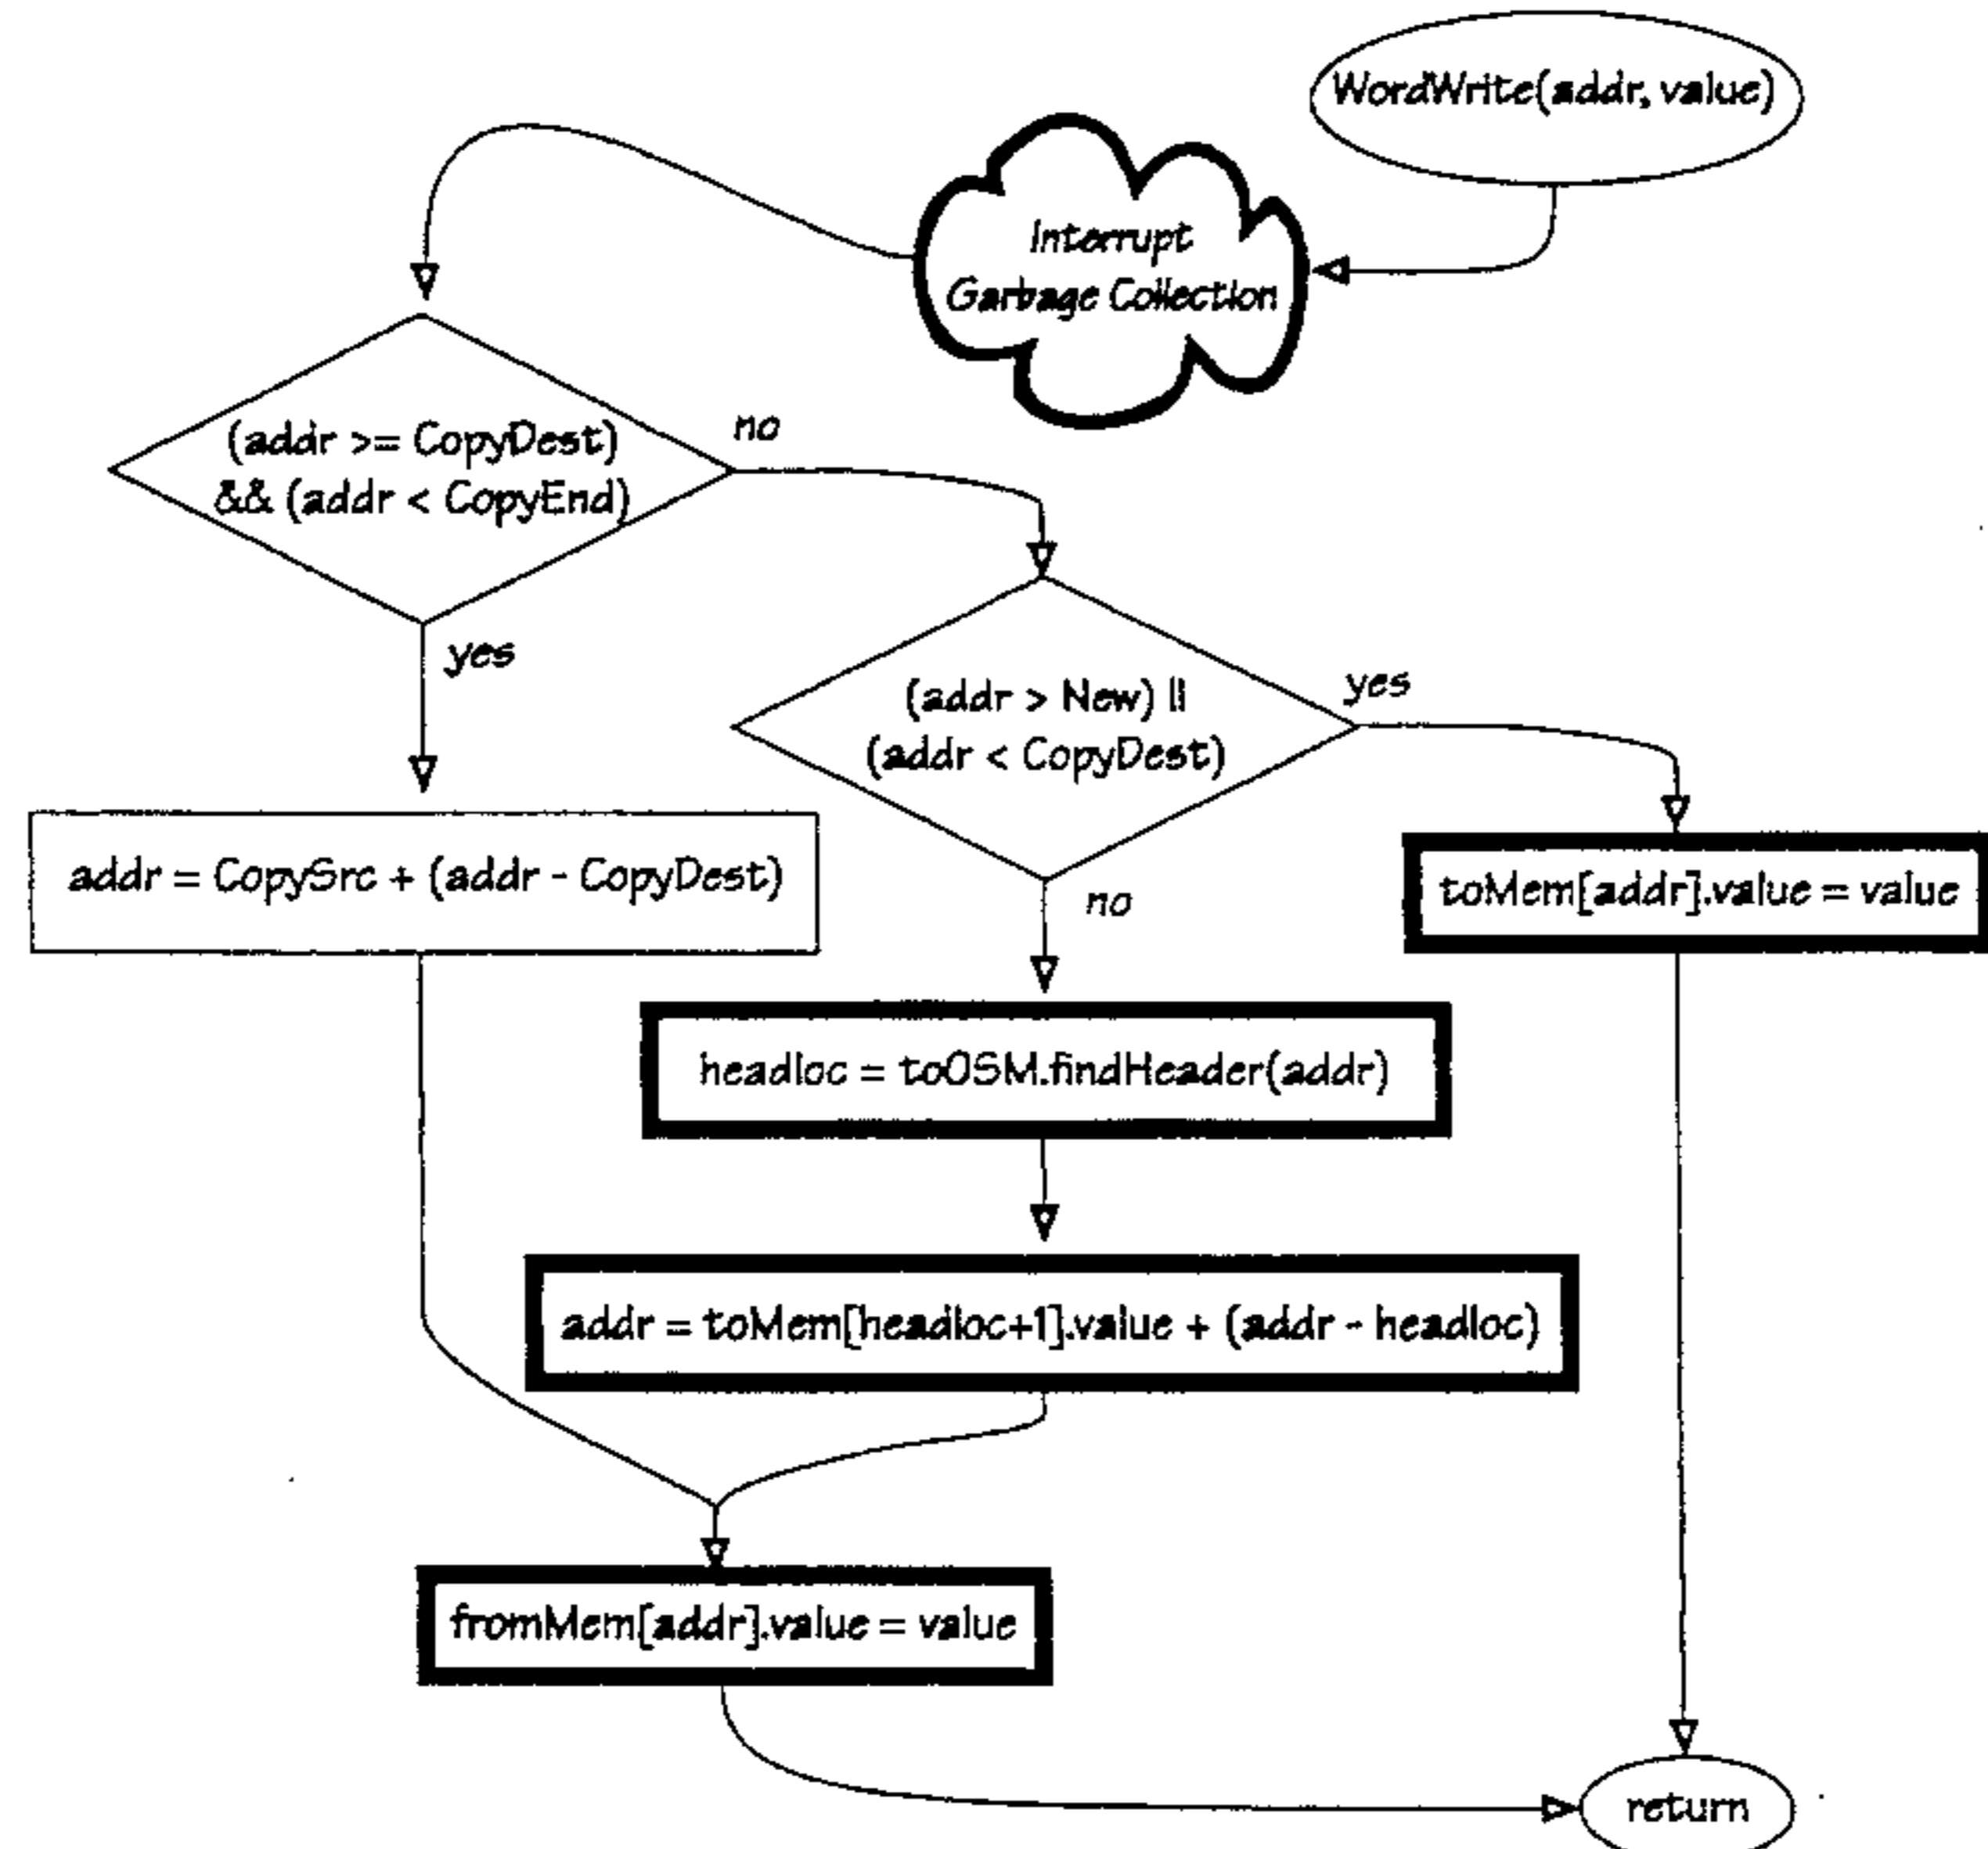 WordWrite(addr, value)
Interrupt
Garbage Collection
(addr >= CopyDest)
&& (addr < CopyEnd)
no
yes
(addr > New) ||
(addr < CopyDest)
yes
no
addr = CopySrc + (addr - CopyDest)
toMem[addr].value = value
headloc = toOSM.findHeader(addr)
addr = toMem[headloc+1].value + (addr - headloc)
fromMem[addr].value = value
return